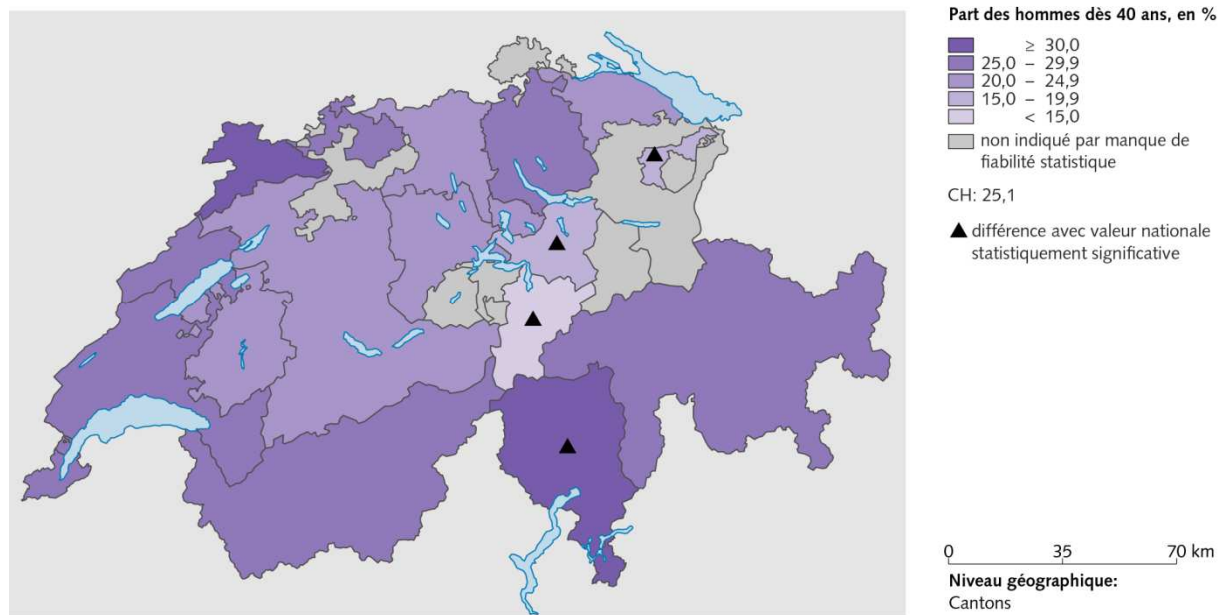 Part des hommes dès 40 ans, en %
≥ 30,0
25,0 – 29,9
20,0 – 24,9
15,0 – 19,9
< 15,0
non indiqué par manque de
fiabilité statistique
CH: 25,1
▲ différence avec valeur nationale
statistiquement significative
0 35 70 km
Niveau géographique:
Cantons